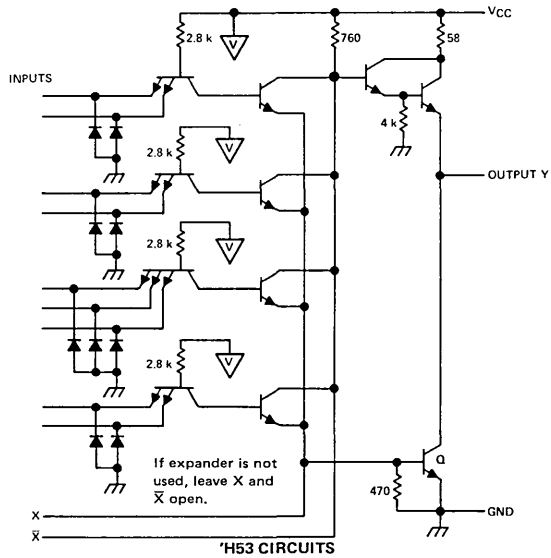 VCC
2.8 k
V
760
58
INPUTS
4 k
2.8 k
V
OUTPUT Y
2.8 k
V
2.8 k
V
If expander is not
used, leave X and
X̅ open.
Q
470
GND
X
X̅
'H53 CIRCUITS